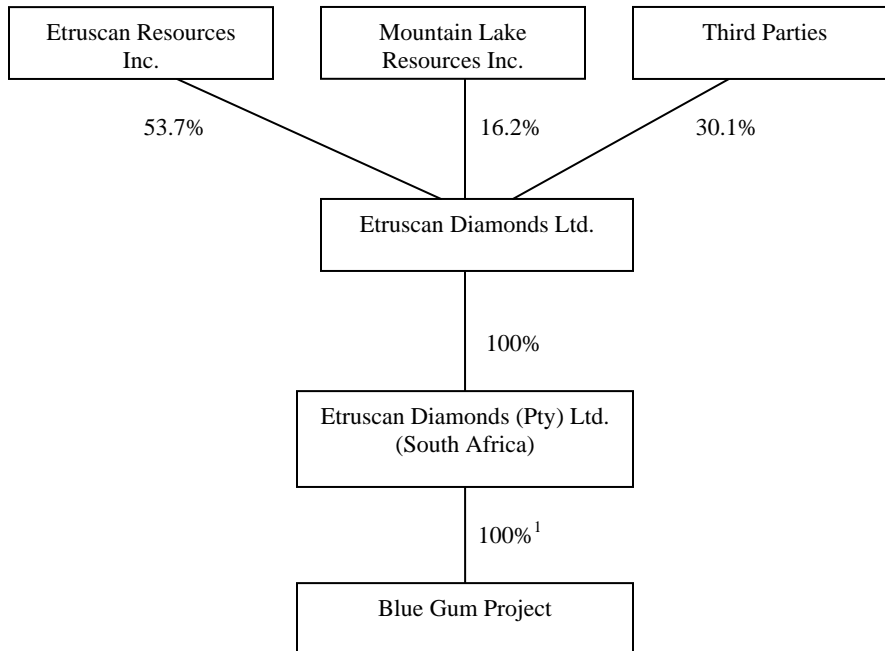 Etruscan Resources
Inc.
Mountain Lake
Resources Inc.
Third Parties
53.7%
16.2%
30.1%
Etruscan Diamonds Ltd.
100%
Etruscan Diamonds (Pty) Ltd.
(South Africa)
100%1
Blue Gum Project